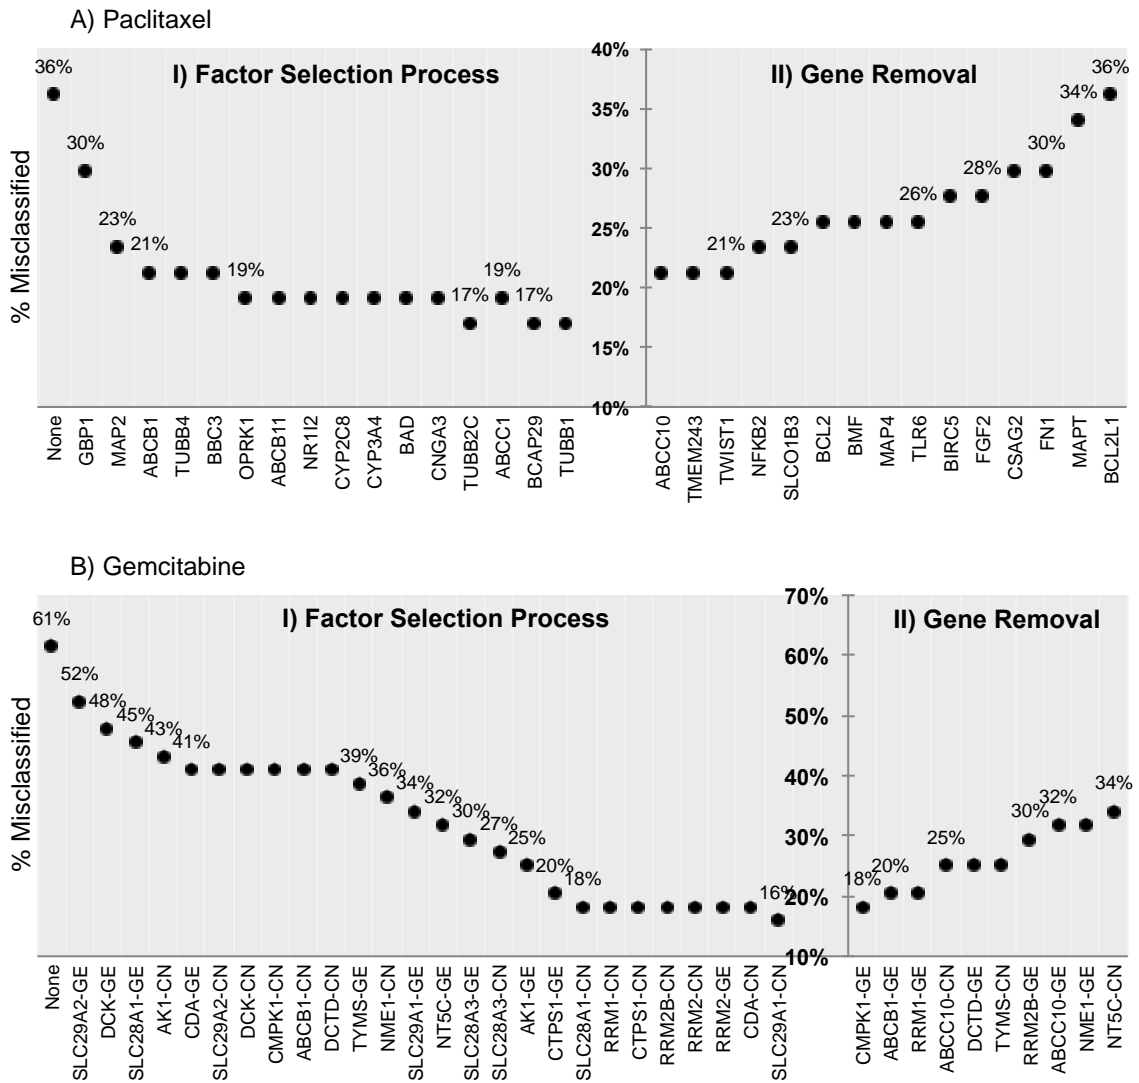 A) Paclitaxel
I) Factor Selection Process
II) Gene Removal
% Misclassified
40%
35%
30%
25%
20%
15%
10%
36%
30%
23%
21%
19%
17%
19%
17%
21%
23%
26%
28%
30%
34%
36%
None
GBP1
MAP2
ABCB1
TUBB4
BBC3
OPRK1
ABCB11
NR1I2
CYP2C8
CYP3A4
BAD
CNGA3
TUBB2C
ABCC1
BCAP29
TUBB1
ABCC10
TMEM243
TWIST1
NFKB2
SLCO1B3
BCL2
BMF
MAP4
TLR6
BIRC5
FGF2
CSAG2
FN1
MAPT
BCL2L1
B) Gemcitabine
I) Factor Selection Process
II) Gene Removal
% Misclassified
70%
60%
50%
40%
30%
20%
10%
61%
52%
48%
45%
43%
41%
39%
36%
34%
32%
30%
27%
25%
20%
18%
16%
18%
20%
25%
30%
32%
34%
None
SLC29A2-GE
DCK-GE
SLC28A1-GE
AK1-CN
CDA-GE
SLC29A2-CN
DCK-CN
CMPK1-CN
ABCB1-CN
DCTD-CN
TYMS-GE
NME1-CN
SLC29A1-GE
NT5C-GE
SLC28A3-GE
SLC28A3-CN
AK1-GE
CTPS1-GE
SLC28A1-CN
RRM1-CN
CTPS1-CN
RRM2B-CN
RRM2-CN
RRM2-GE
CDA-CN
SLC29A1-CN
CMPK1-GE
ABCB1-GE
RRM1-GE
ABCC10-CN
DCTD-GE
TYMS-CN
RRM2B-GE
ABCC10-GE
NME1-GE
NT5C-CN